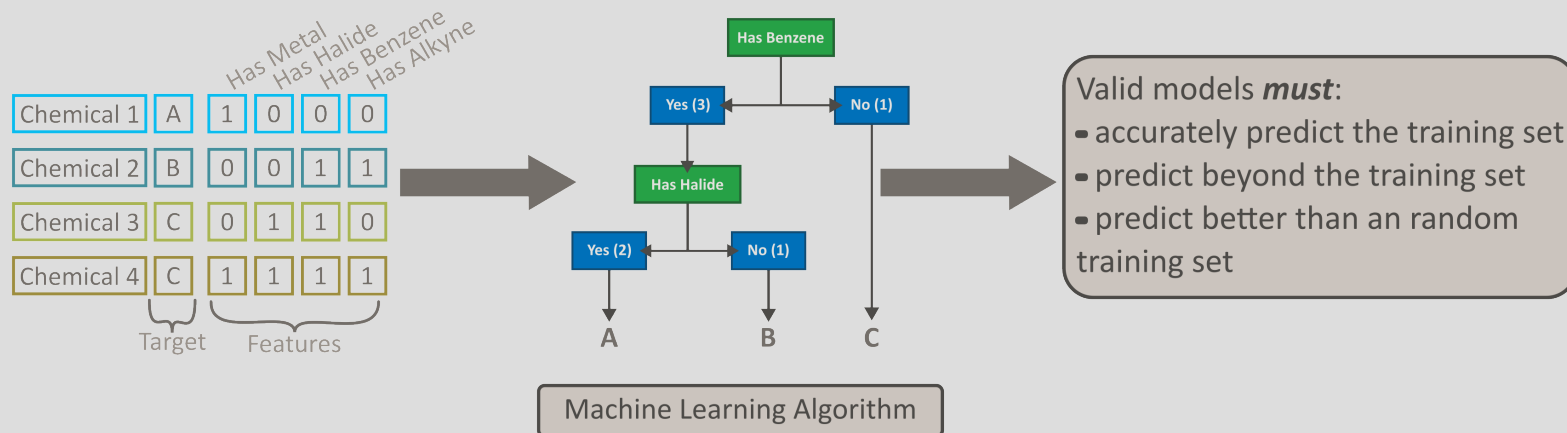 Has Metal
Has Halide
Has Benzene
Has Alkyne
Chemical 1 A 1 0 0 0
Chemical 2 B 0 0 1 1
Chemical 3 C 0 1 1 0
Chemical 4 C 1 1 1 1
Target
Features
Has Benzene
Yes (3)
No (1)
Has Halide
Yes (2)
No (1)
A
B
C
Machine Learning Algorithm
Valid models must:
- accurately predict the training set
- predict beyond the training set
- predict better than an random
training set